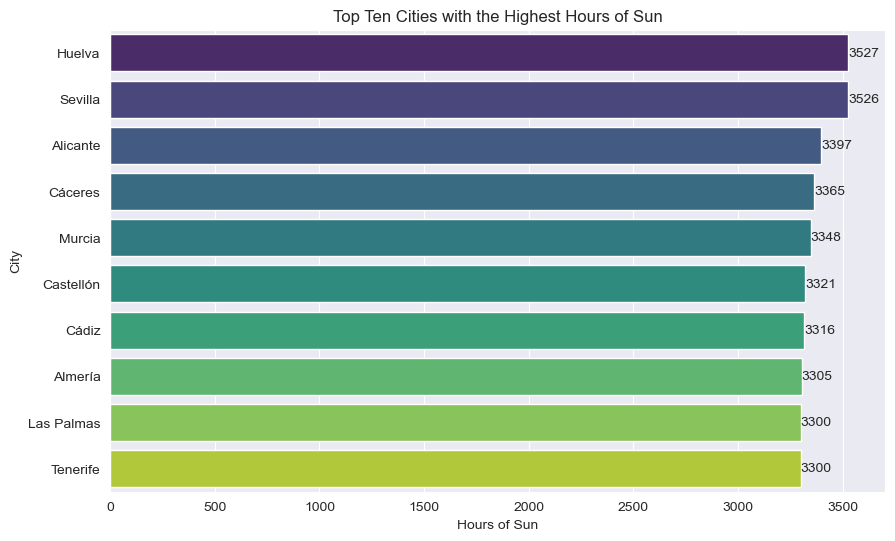 Top Ten Cities with the Highest Hours of Sun
Huelva 3527
Sevilla 3526
Alicante 3397
Cáceres 3365
Murcia 3348
Castellón 3321
Cádiz 3316
Almería 3305
Las Palmas 3300
Tenerife 3300
City
0 500 1000 1500 2000 2500 3000 3500
Hours of Sun